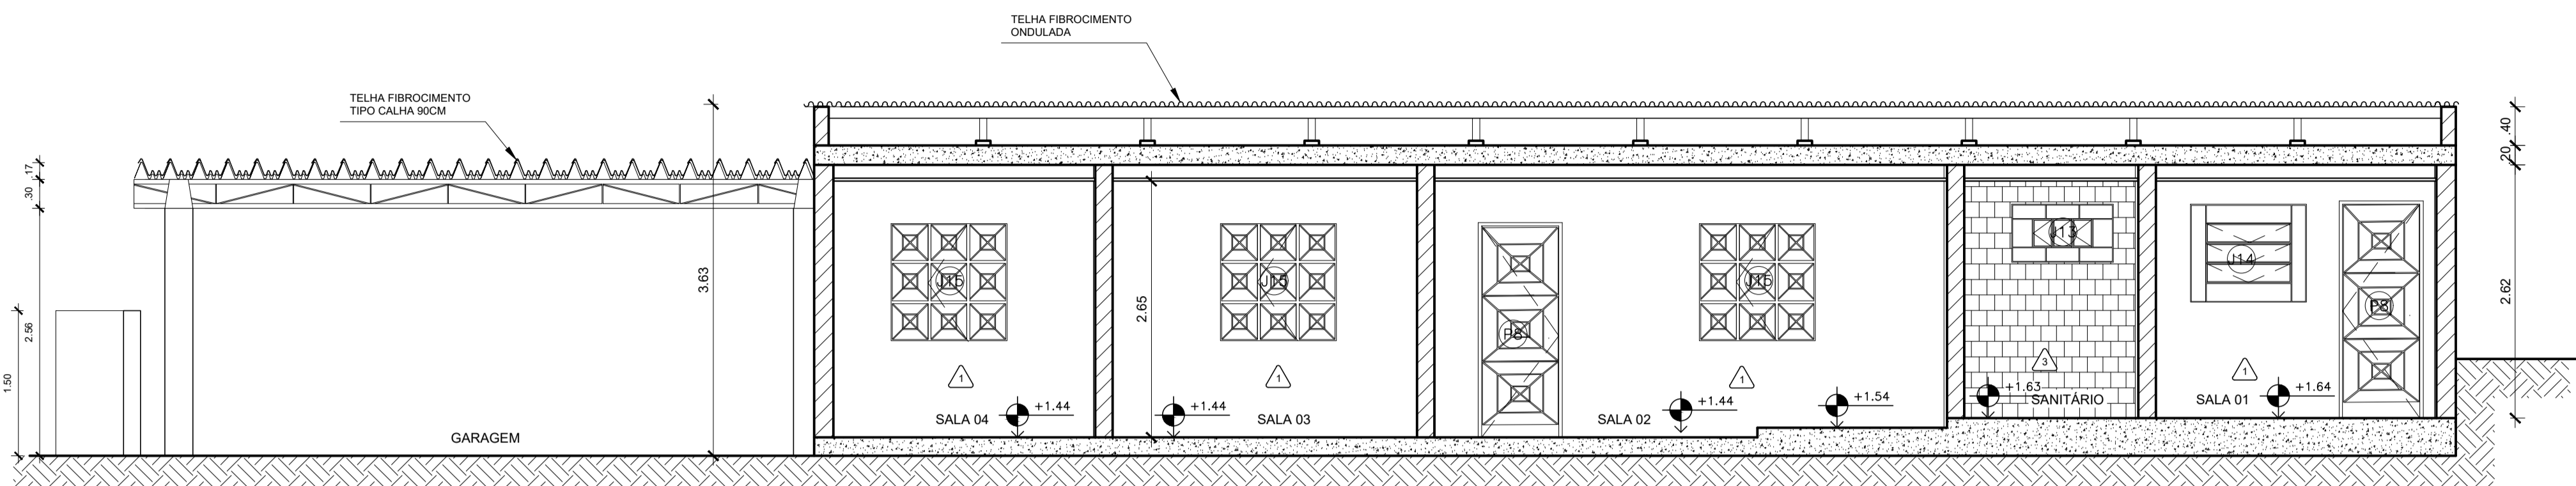 TELHA FIBROCIMENTO
ONDULADA
TELHA FIBROCIMENTO
TIPO CALHA 90CM
.17
.30
2.56
1.50
3.63
2.65
.40
20
2.62
J15
J15
J15
J13
J14
P8
P8
1
1
1
3
1
GARAGEM
SALA 04
+1.44
+1.44
SALA 03
SALA 02
+1.44
+1.54
+1.63
SANITÁRIO
SALA 01
+1.64